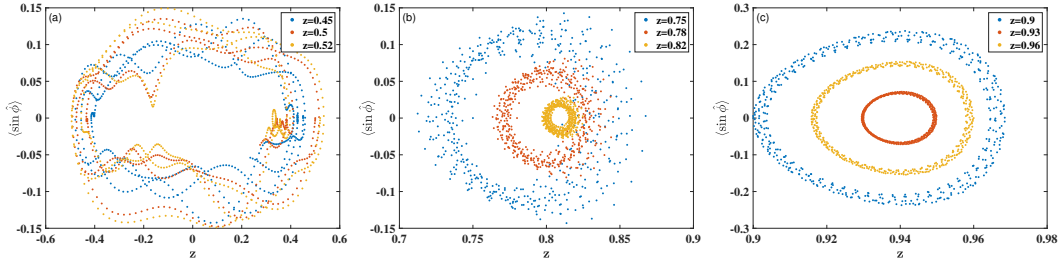 (a)
z=0.45
z=0.5
z=0.52
0.15
0.1
0.05
0
-0.05
-0.1
-0.15
⟨sin ϕ̂⟩
-0.6
-0.4
-0.2
0
0.2
0.4
0.6
z
(b)
z=0.75
z=0.78
z=0.82
0.15
0.1
0.05
0
-0.05
-0.1
-0.15
⟨sin ϕ̂⟩
0.7
0.75
0.8
0.85
0.9
z
(c)
z=0.9
z=0.93
z=0.96
0.3
0.2
0.1
0
-0.1
-0.2
-0.3
⟨sin ϕ̂⟩
0.9
0.92
0.94
0.96
0.98
z